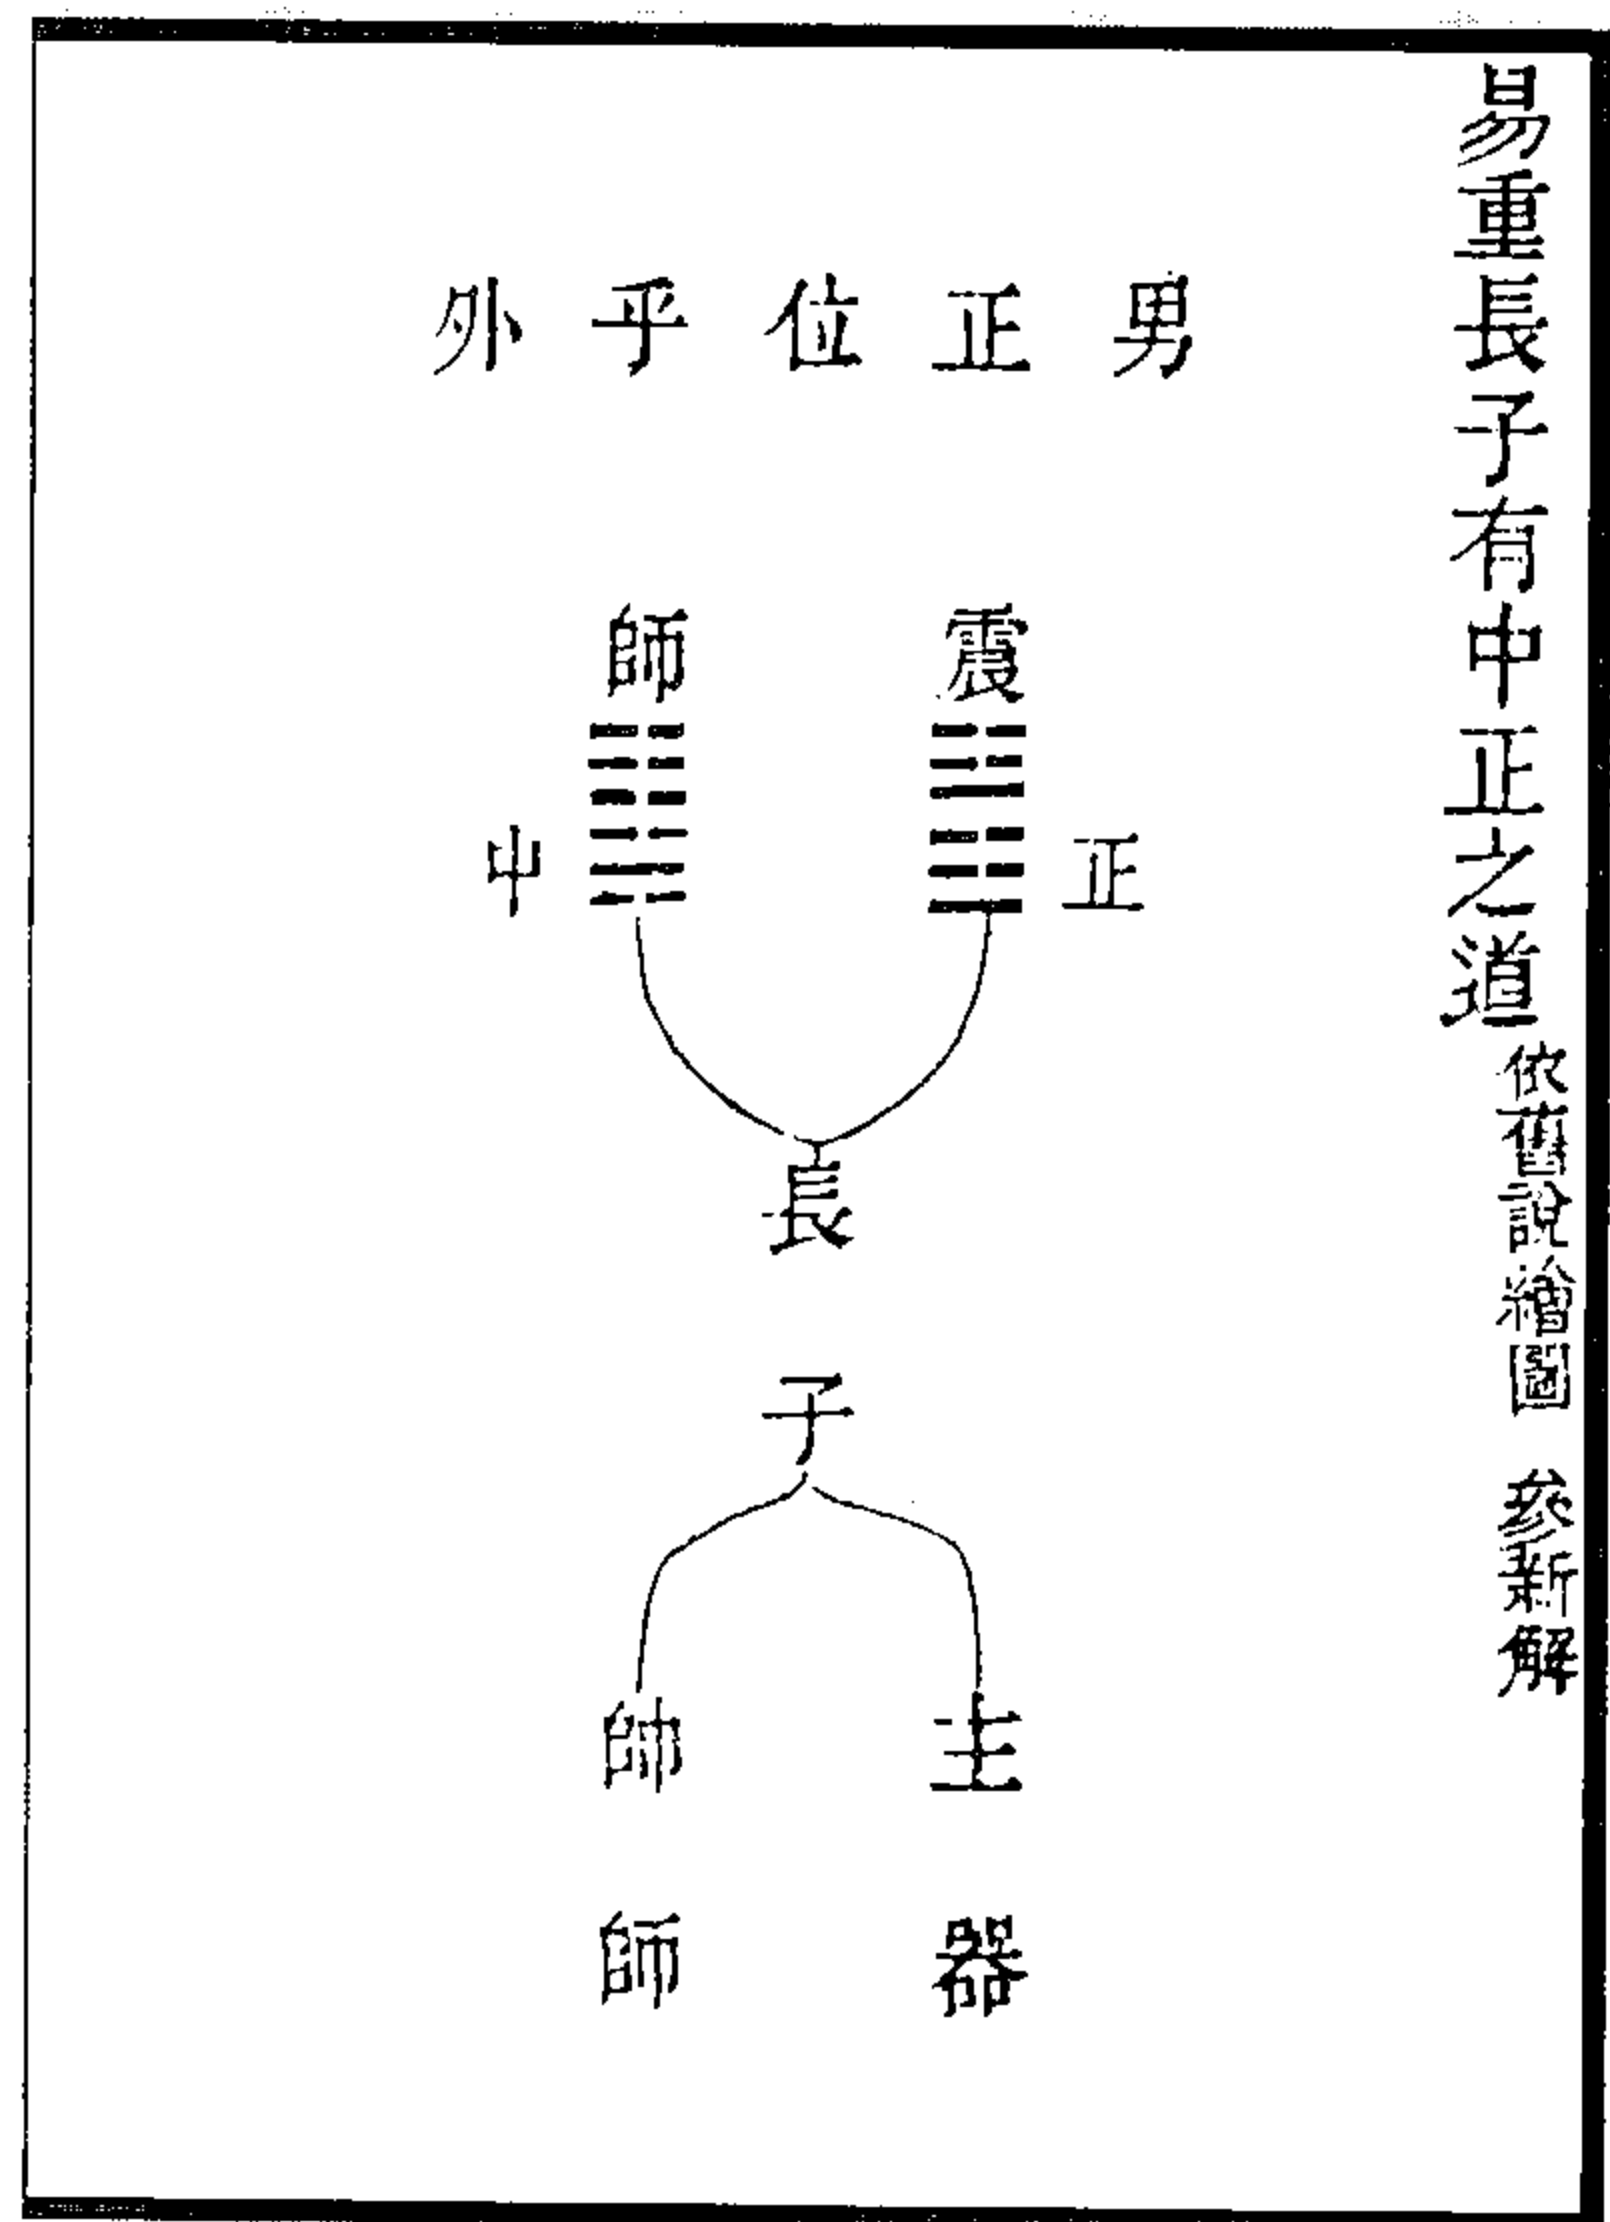 易重長子有中正之道 依舊說繪圖 參新解
男正位乎外
震
師
正
中
長子
主器
帥師